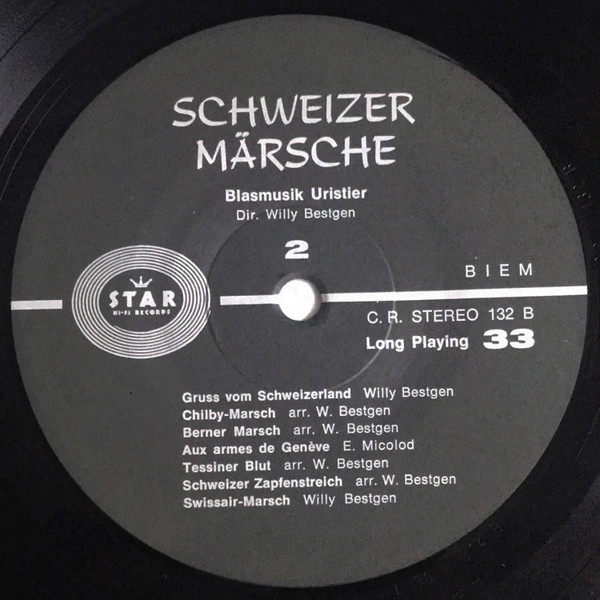 SCHWEIZER
MÄRSCHE
Blasmusik Uristier
Dir. Willy Bestgen
2
BIEM
STAR
HI-FI RECORDS
C. R. STEREO 132 B
Long Playing 33
Gruss vom Schweizerland Willy Bestgen
Chilby-Marsch arr. W. Bestgen
Berner Marsch arr. W. Bestgen
Aux armes de Genève E. Micolod
Tessiner Blut arr. W. Bestgen
Schweizer Zapfenstreich arr. W. Bestgen
Swissair-Marsch Willy Bestgen